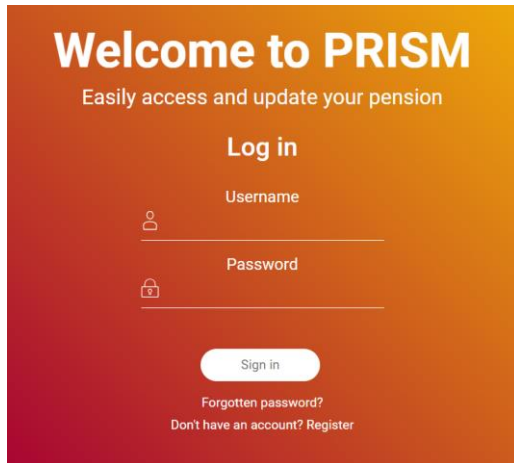 Welcome to PRISM
Easily access and update your pension
Log in
Username
Password
Sign in
Forgotten password?
Don't have an account? Register